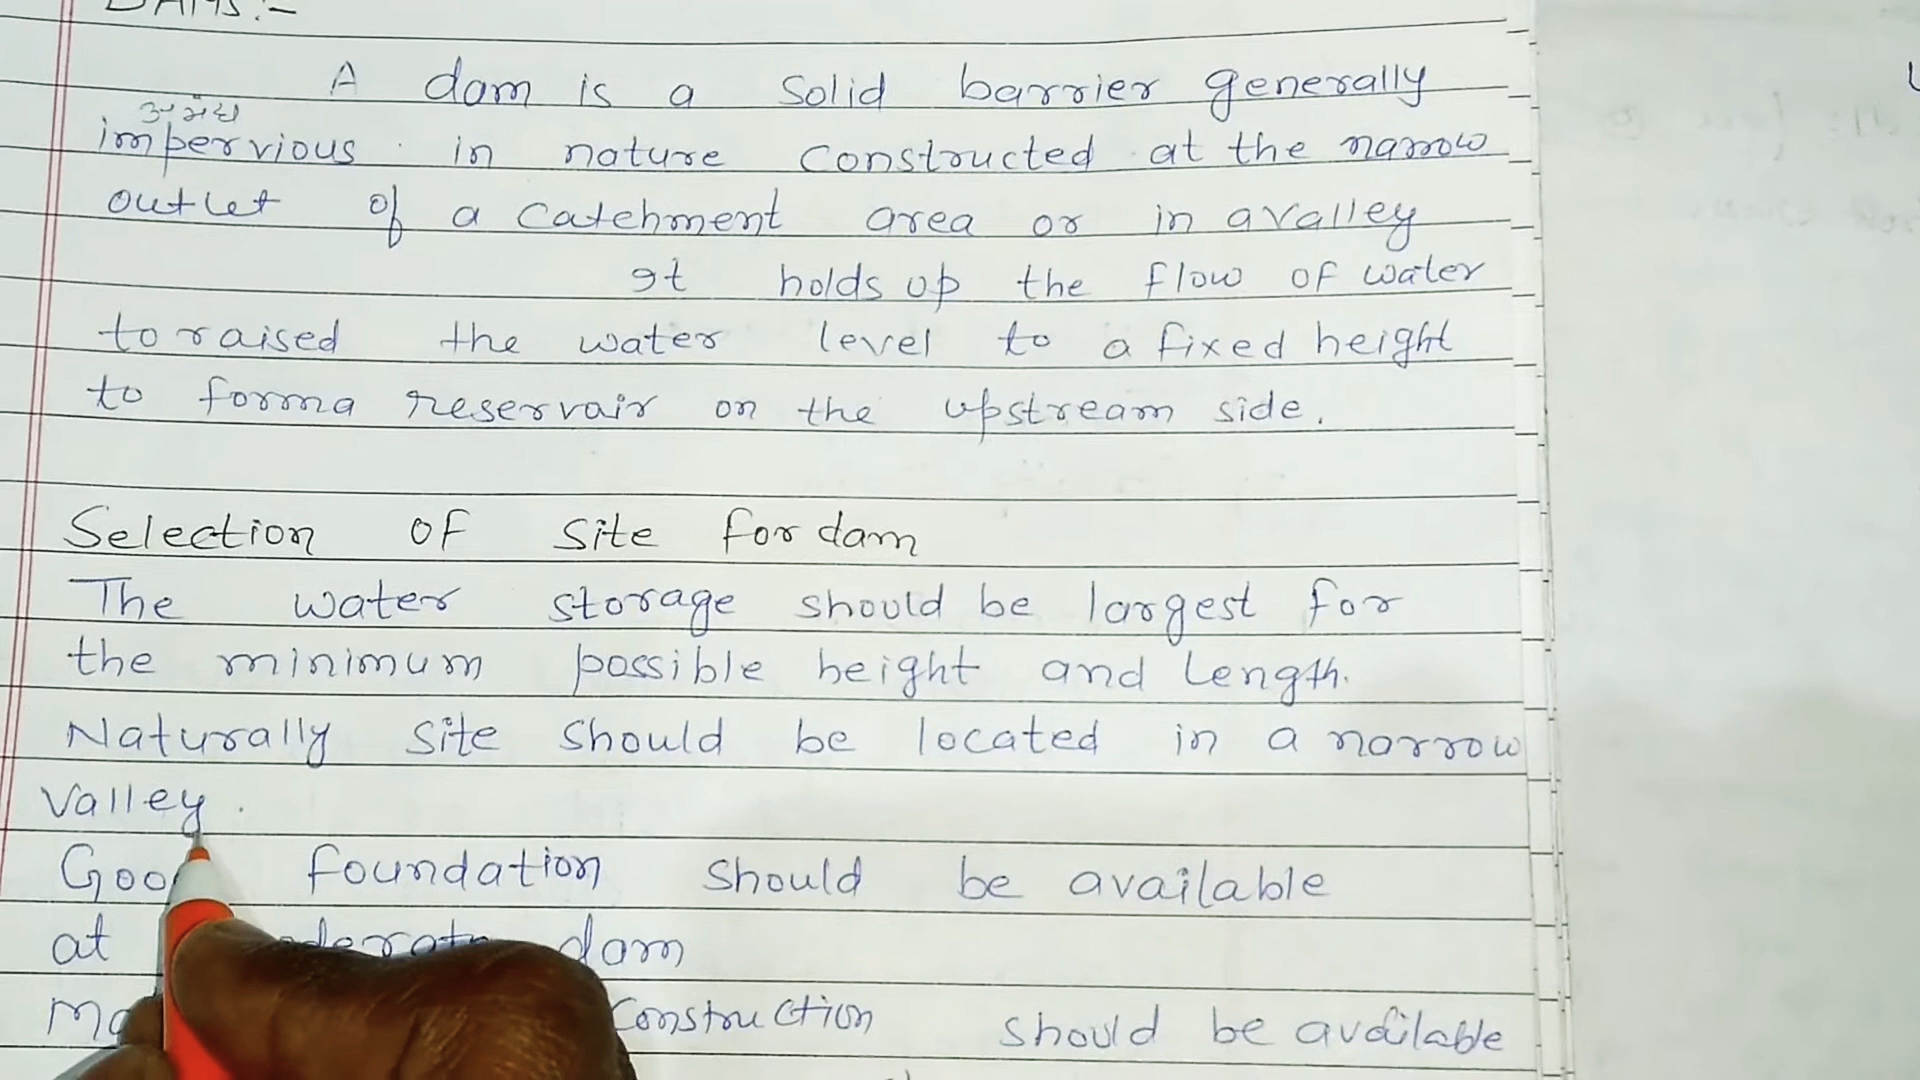 DAMS:-
A dam is a solid barrier generally
अभेद्य
impervious in nature constructed at the narrow
outlet of a catchment area or in a valley
It holds up the flow of water
to raised the water level to a fixed height
to form a reservair on the upstream side.
Selection of site for dam
The water storage should be largest for
the minimum possible height and length.
Naturally site should be located in a narrow
valley.
foundation should be available
at dam
construction should be available